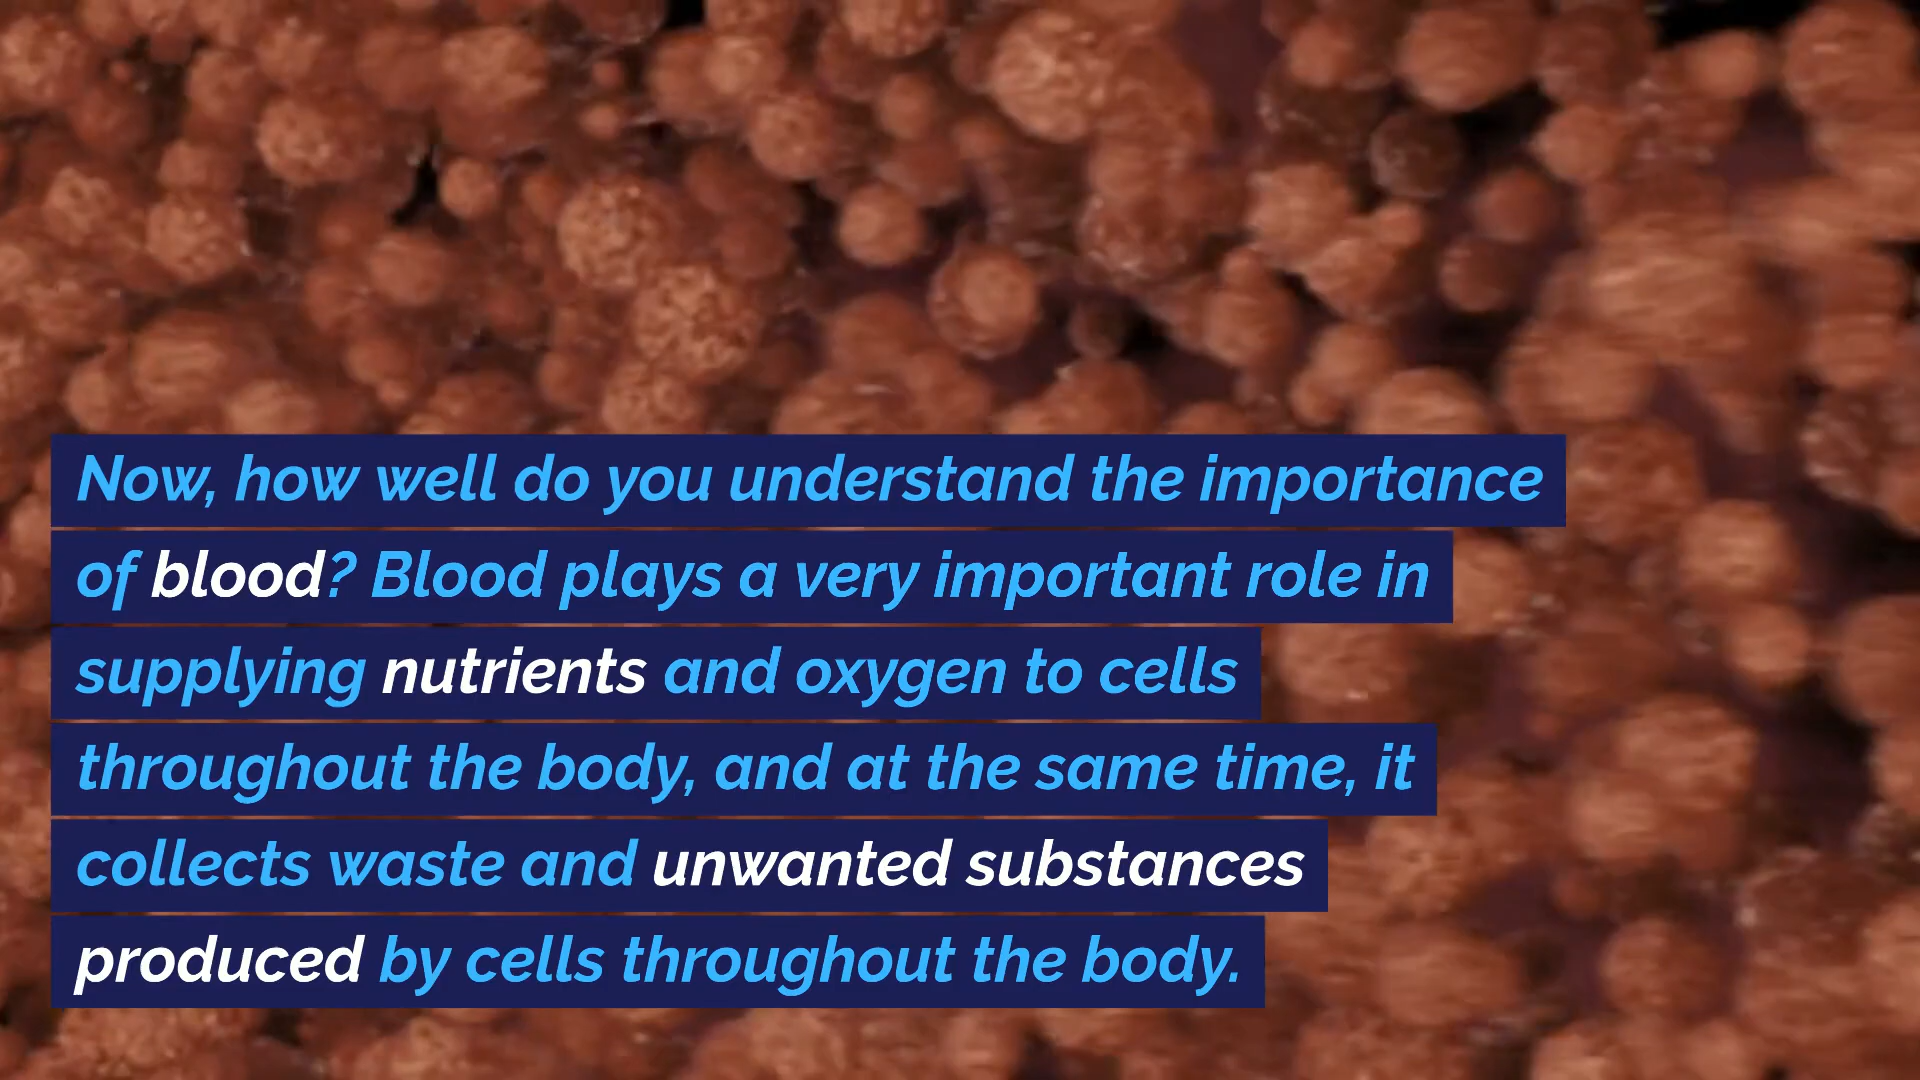 Now, how well do you understand the importance
of blood? Blood plays a very important role in
supplying nutrients and oxygen to cells
throughout the body, and at the same time, it
collects waste and unwanted substances
produced by cells throughout the body.